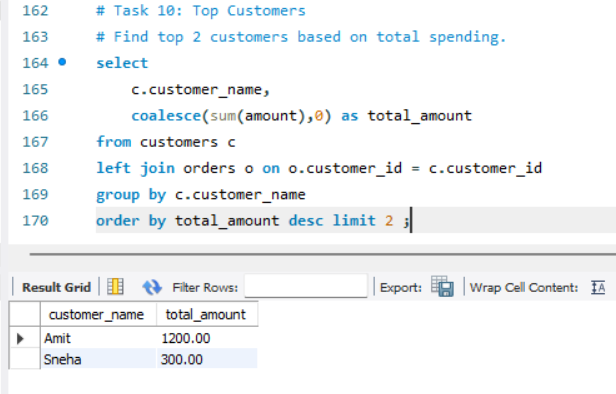 162 # Task 10: Top Customers
163 # Find top 2 customers based on total spending.
164 select
165 c.customer_name,
166 coalesce(sum(amount),0) as total_amount
167 from customers c
168 left join orders o on o.customer_id = c.customer_id
169 group by c.customer_name
170 order by total_amount desc limit 2 ;
Result Grid Filter Rows: Export: Wrap Cell Content: IA
customer_name total_amount
Amit 1200.00
Sneha 300.00